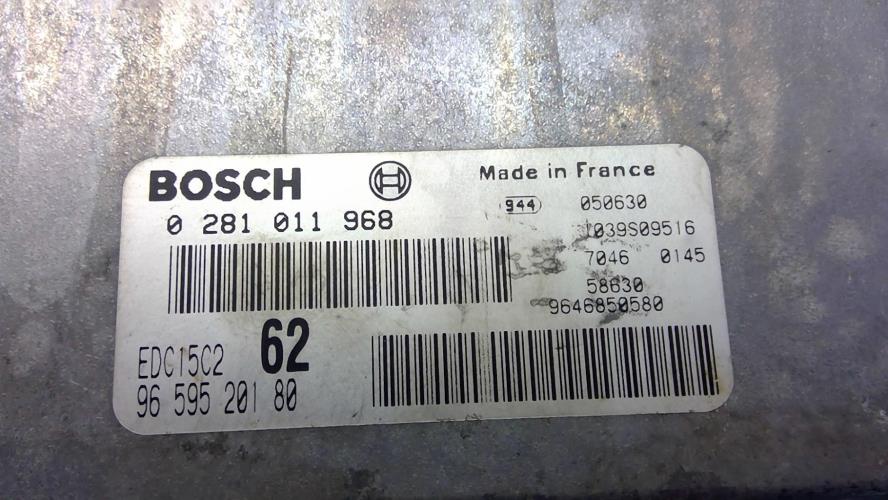 BOSCH
Made in France
0 281 011 968
944 050630
1039S09516
7046 0145
58630
9646850580
EDC15C2 62
96 595 201 80